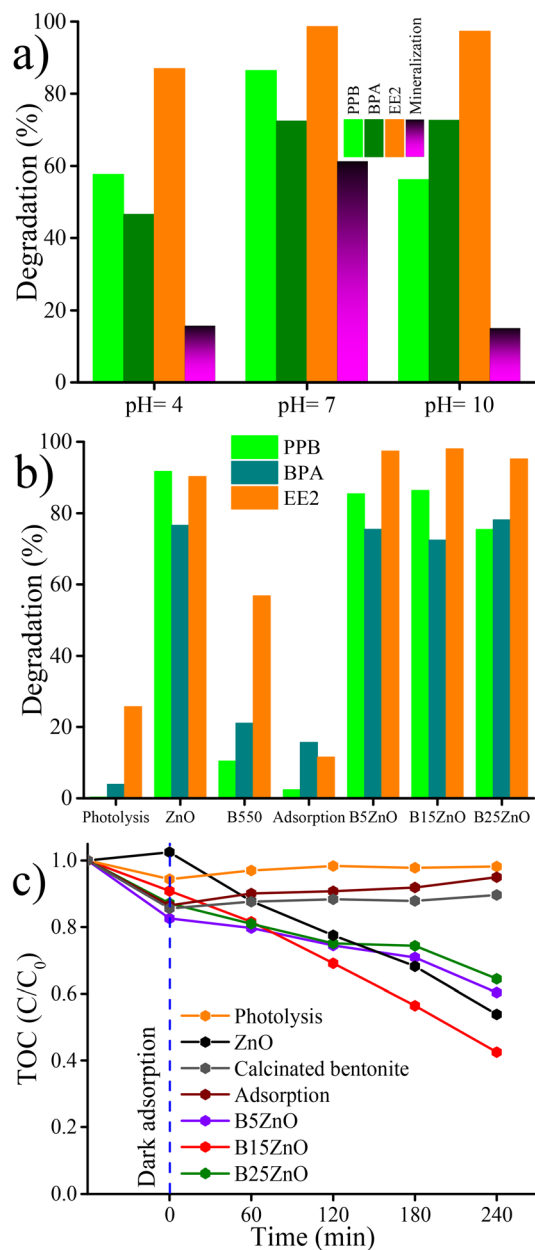 a)
Degradation (%)
100
80
60
40
20
0
PPB
BPA
EE2
Mineralization
pH= 4
pH= 7
pH= 10
b)
Degradation (%)
100
80
60
40
20
0
PPB
BPA
EE2
Photolysis
ZnO
B550
Adsorption
B5ZnO
B15ZnO
B25ZnO
c)
TOC (C/C0)
1.0
0.8
0.6
0.4
0.2
0.0
Dark adsorption
Photolysis
ZnO
Calcinated bentonite
Adsorption
B5ZnO
B15ZnO
B25ZnO
0
60
120
180
240
Time (min)